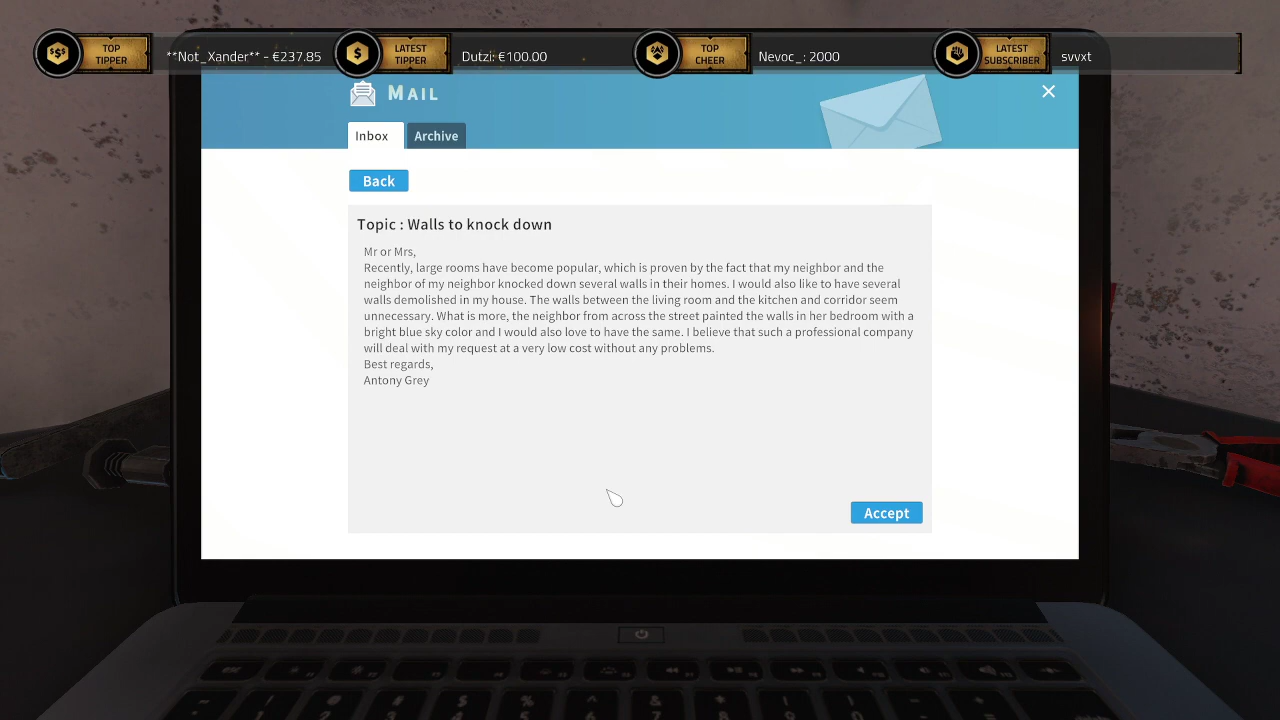 TOP TIPPER **Not_Xander** - €237.85
LATEST TIPPER Dutzi: €100.00
TOP CHEER Nevoc_: 2000
LATEST SUBSCRIBER svvxt
MAIL
Inbox Archive
Back
Topic : Walls to knock down
Mr or Mrs,
Recently, large rooms have become popular, which is proven by the fact that my neighbor and the
neighbor of my neighbor knocked down several walls in their homes. I would also like to have several
walls demolished in my house. The walls between the living room and the kitchen and corridor seem
unnecessary. What is more, the neighbor from across the street painted the walls in her bedroom with a
bright blue sky color and I would also love to have the same. I believe that such a professional company
will deal with my request at a very low cost without any problems.
Best regards,
Antony Grey
Accept